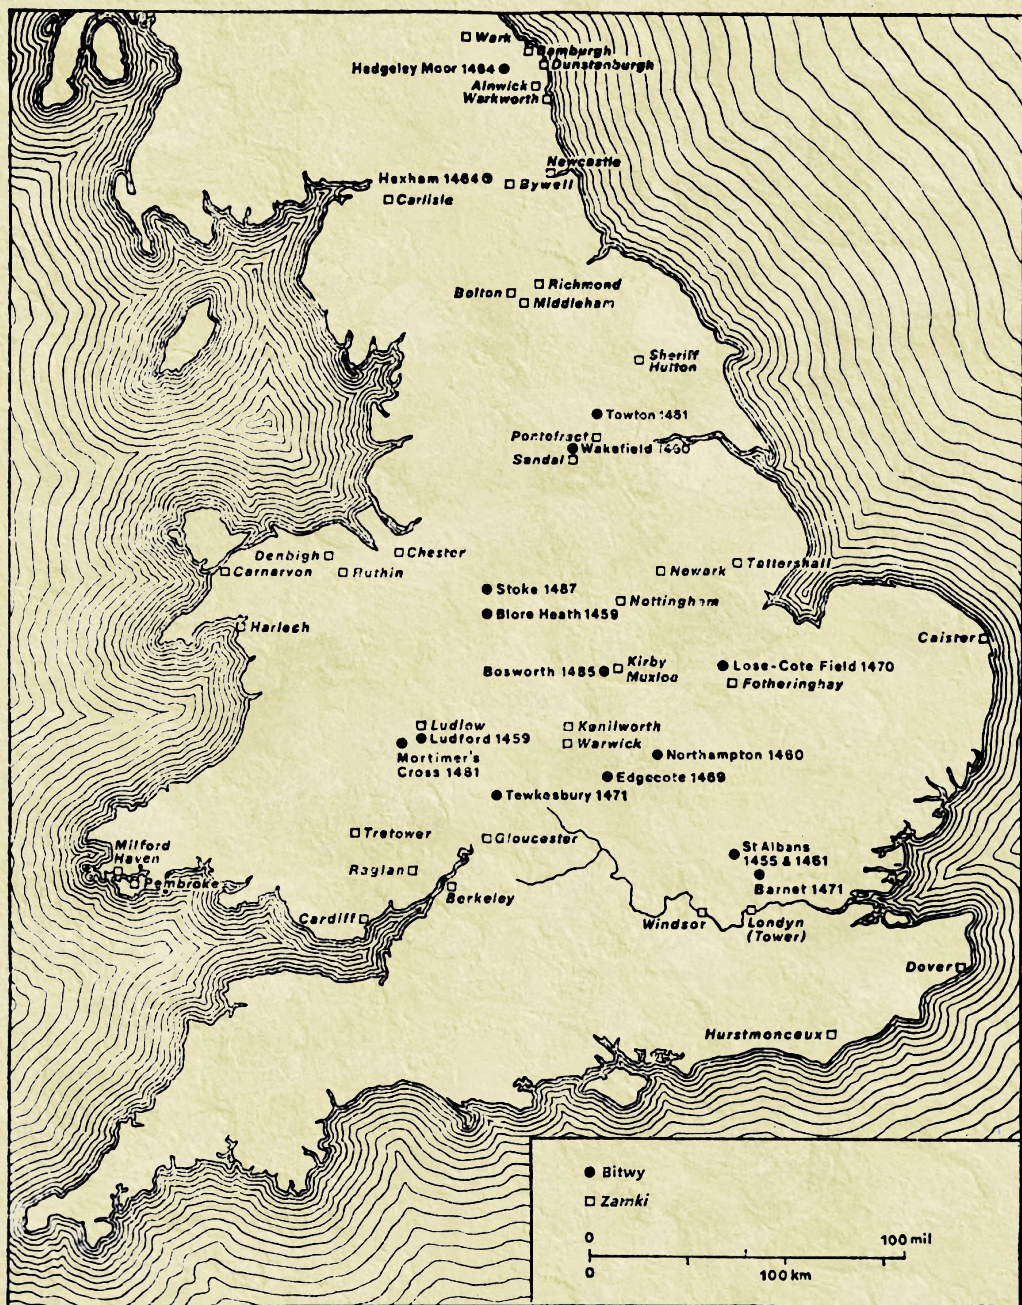 Wark
Bamburgh
Dunstanburgh
Hedgeley Moor 1464
Alnwick
Warkworth
Newcastle
Hexham 1464
Bywell
Carlisle
Richmond
Bolton
Middleham
Sheriff
Hutton
Towton 1461
Pontefract
Wakefield 1460
Sandal
Denbigh
Chester
Carnarvon
Ruthin
Newark
Tattershall
Stoke 1487
Nottingham
Blore Heath 1459
Harlech
Caister
Bosworth 1485
Kirby
Muxloe
Lose-Cote Field 1470
Fotheringhay
Ludlow
Ludford 1459
Kenilworth
Warwick
Mortimer's
Cross 1461
Northampton 1460
Edgecote 1469
Tewkesbury 1471
Tretower
Gloucester
Milford
Haven
St Albans
1455 & 1461
Raglan
Pembroke
Barnet 1471
Berkeley
Cardiff
Windsor
Londyn
(Tower)
Dover
Hurstmonceux
Bitwy
Zamki
0 100 mil
0 100 km